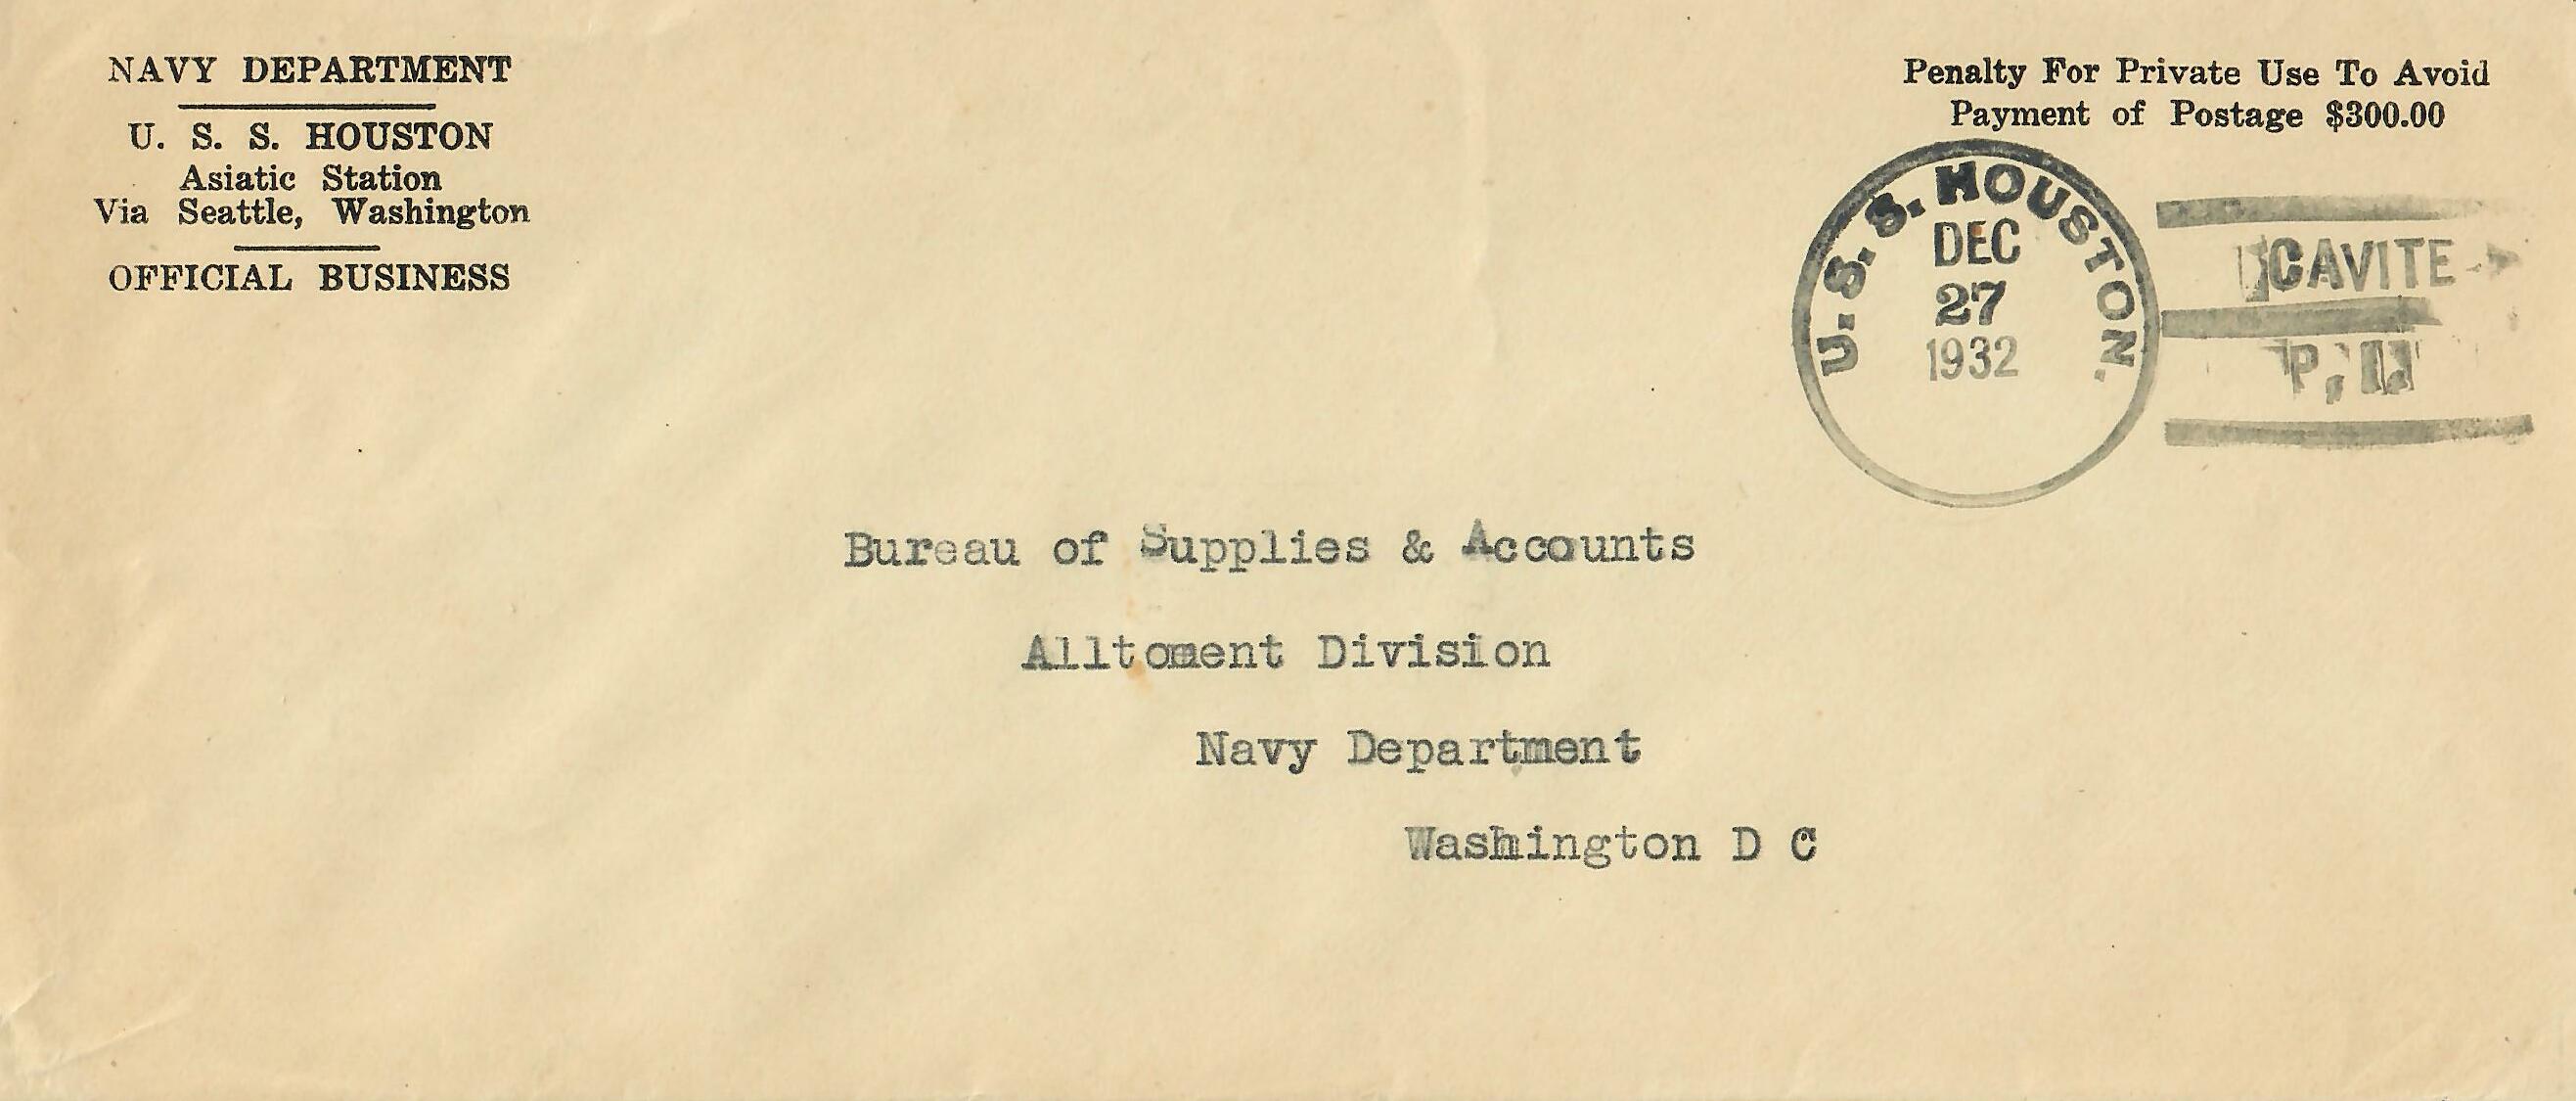 NAVY DEPARTMENT
U. S. S. HOUSTON
Asiatic Station
Via Seattle, Washington
OFFICIAL BUSINESS
Penalty For Private Use To Avoid
Payment of Postage $300.00
U. S. S. HOUSTON.
DEC
27
1932
CAVITE
P.
Bureau of Supplies & Accounts
Alltoment Division
Navy Department
Washington D C